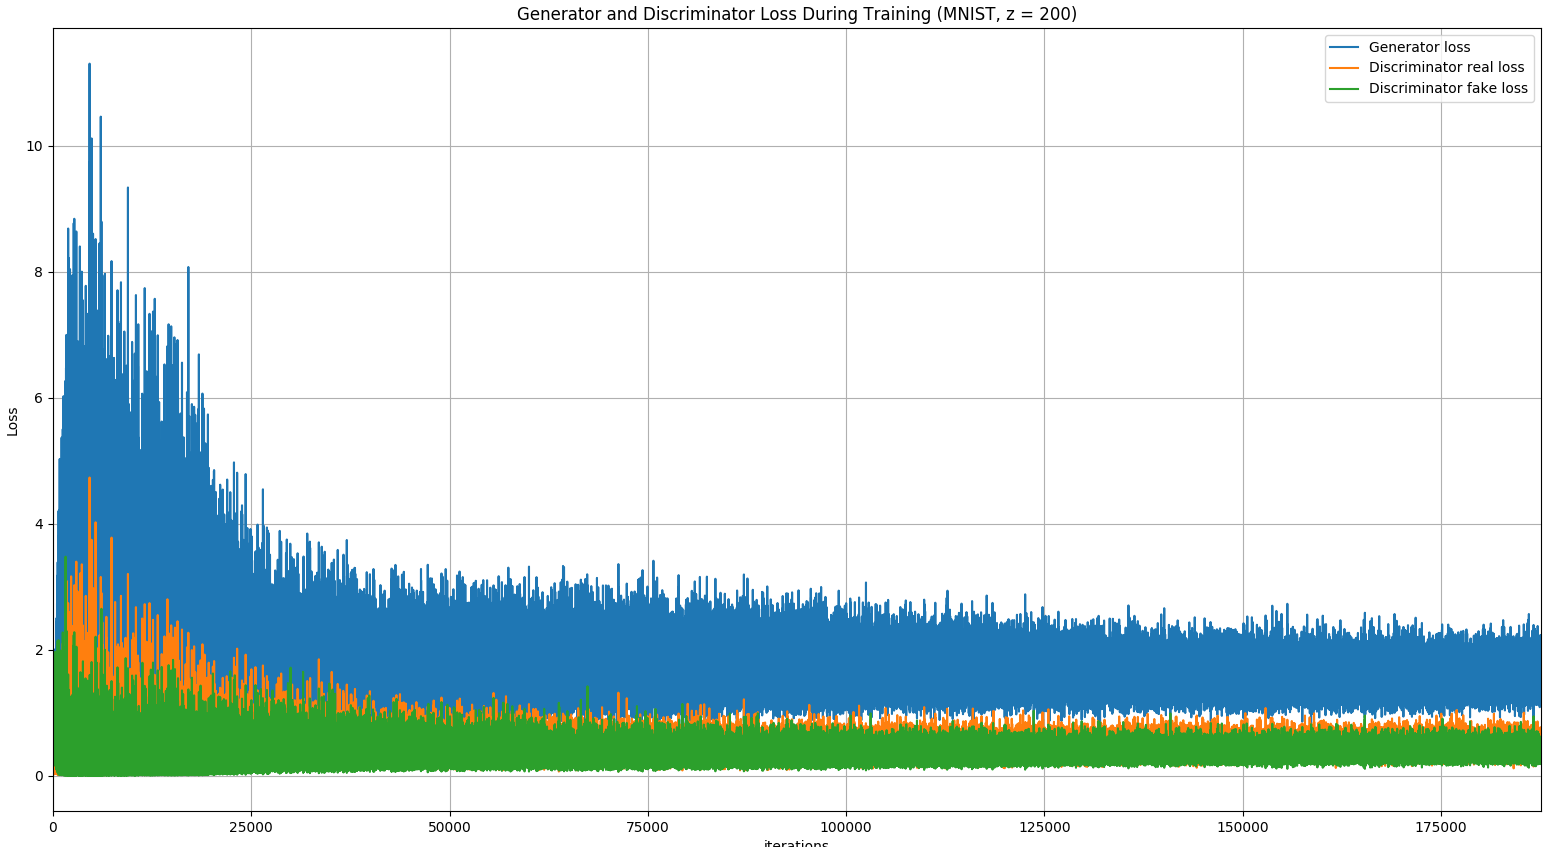 Generator and Discriminator Loss During Training (MNIST, z = 200)
Generator loss
Discriminator real loss
Discriminator fake loss
Loss
10
8
6
4
2
0
0 25000 50000 75000 100000 125000 150000 175000
iterations